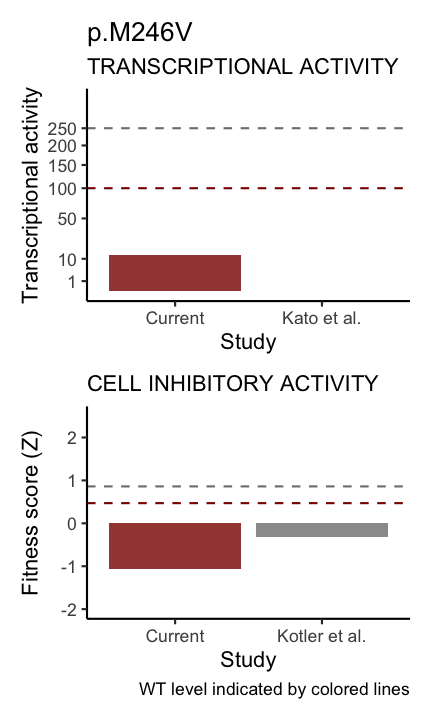 p.M246V
TRANSCRIPTIONAL ACTIVITY
Transcriptional activity
250
200
150
100
50
10
1
Current
Kato et al.
Study
CELL INHIBITORY ACTIVITY
Fitness score (Z)
2
1
0
-1
-2
Current
Kotler et al.
Study
WT level indicated by colored lines